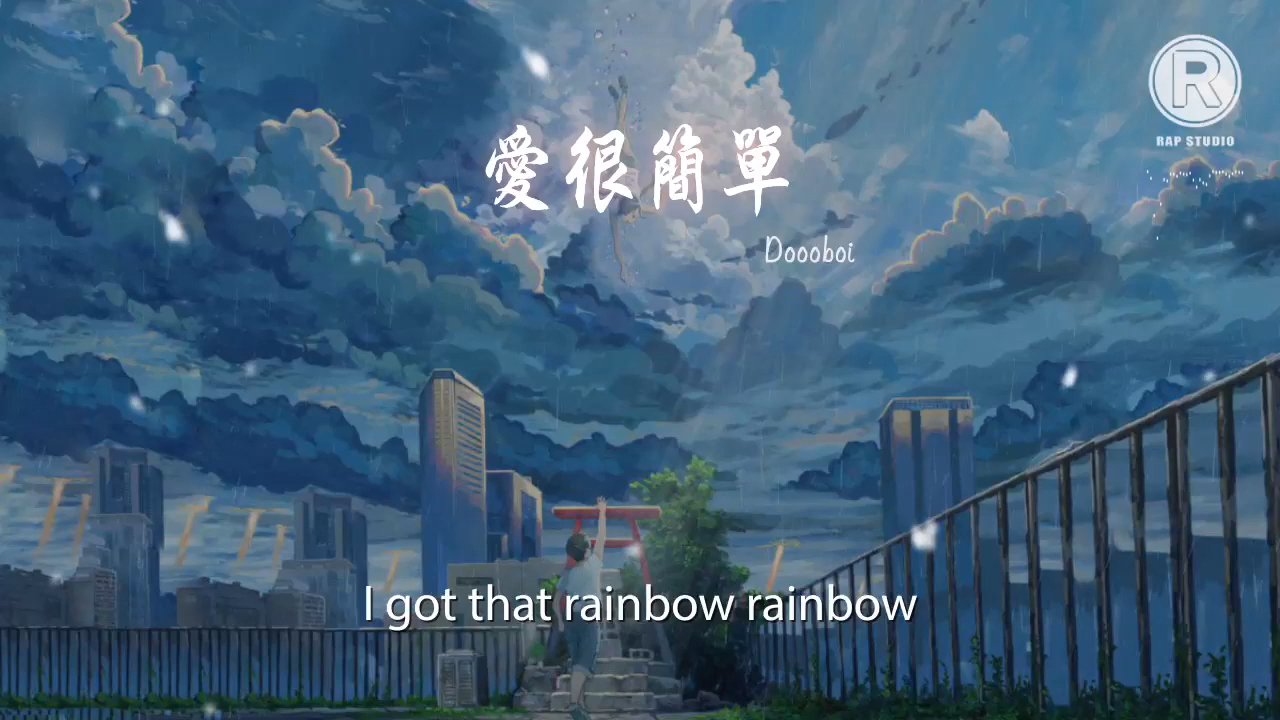 R
RAP STUDIO
愛很簡單
Doooboi
I got that rainbow rainbow